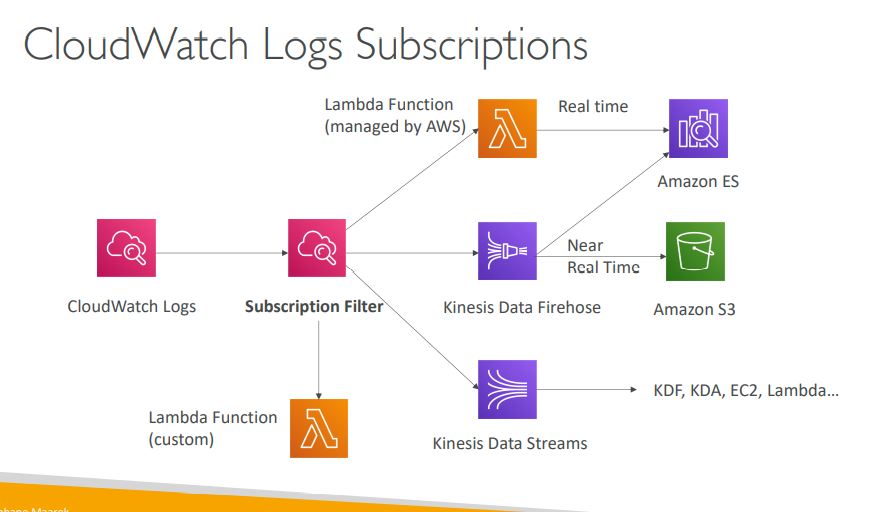 CloudWatch Logs Subscriptions
Lambda Function
(managed by AWS)
Real time
Amazon ES
CloudWatch Logs
Subscription Filter
Kinesis Data Firehose
Near
Real Time
Amazon S3
Lambda Function
(custom)
Kinesis Data Streams
KDF, KDA, EC2, Lambda...
Maarek